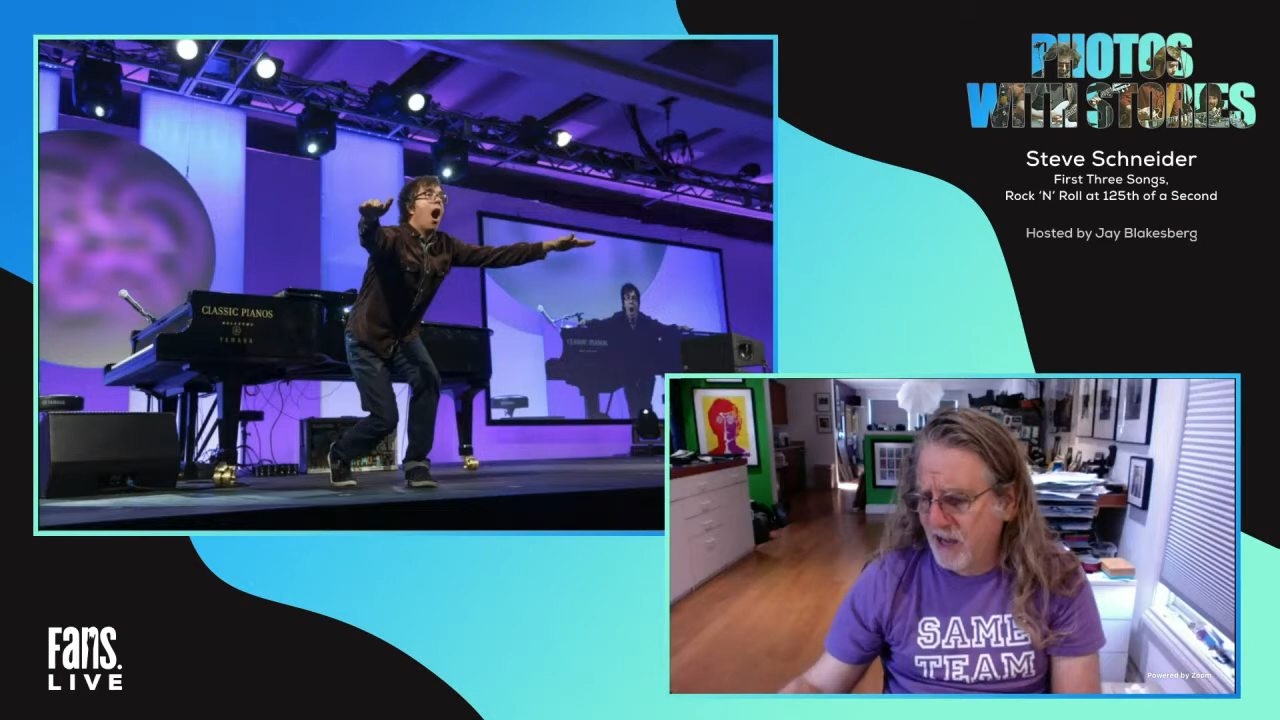 PHOTOS
WITH STORIES
Steve Schneider
First Three Songs,
Rock ‘N’ Roll at 125th of a Second
Hosted by Jay Blakesberg
CLASSIC PIANOS
YAMAHA
SAME
TEAM
Powered by Zoom
Fans.
LIVE